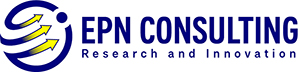 EPN CONSULTING
Research and Innovation